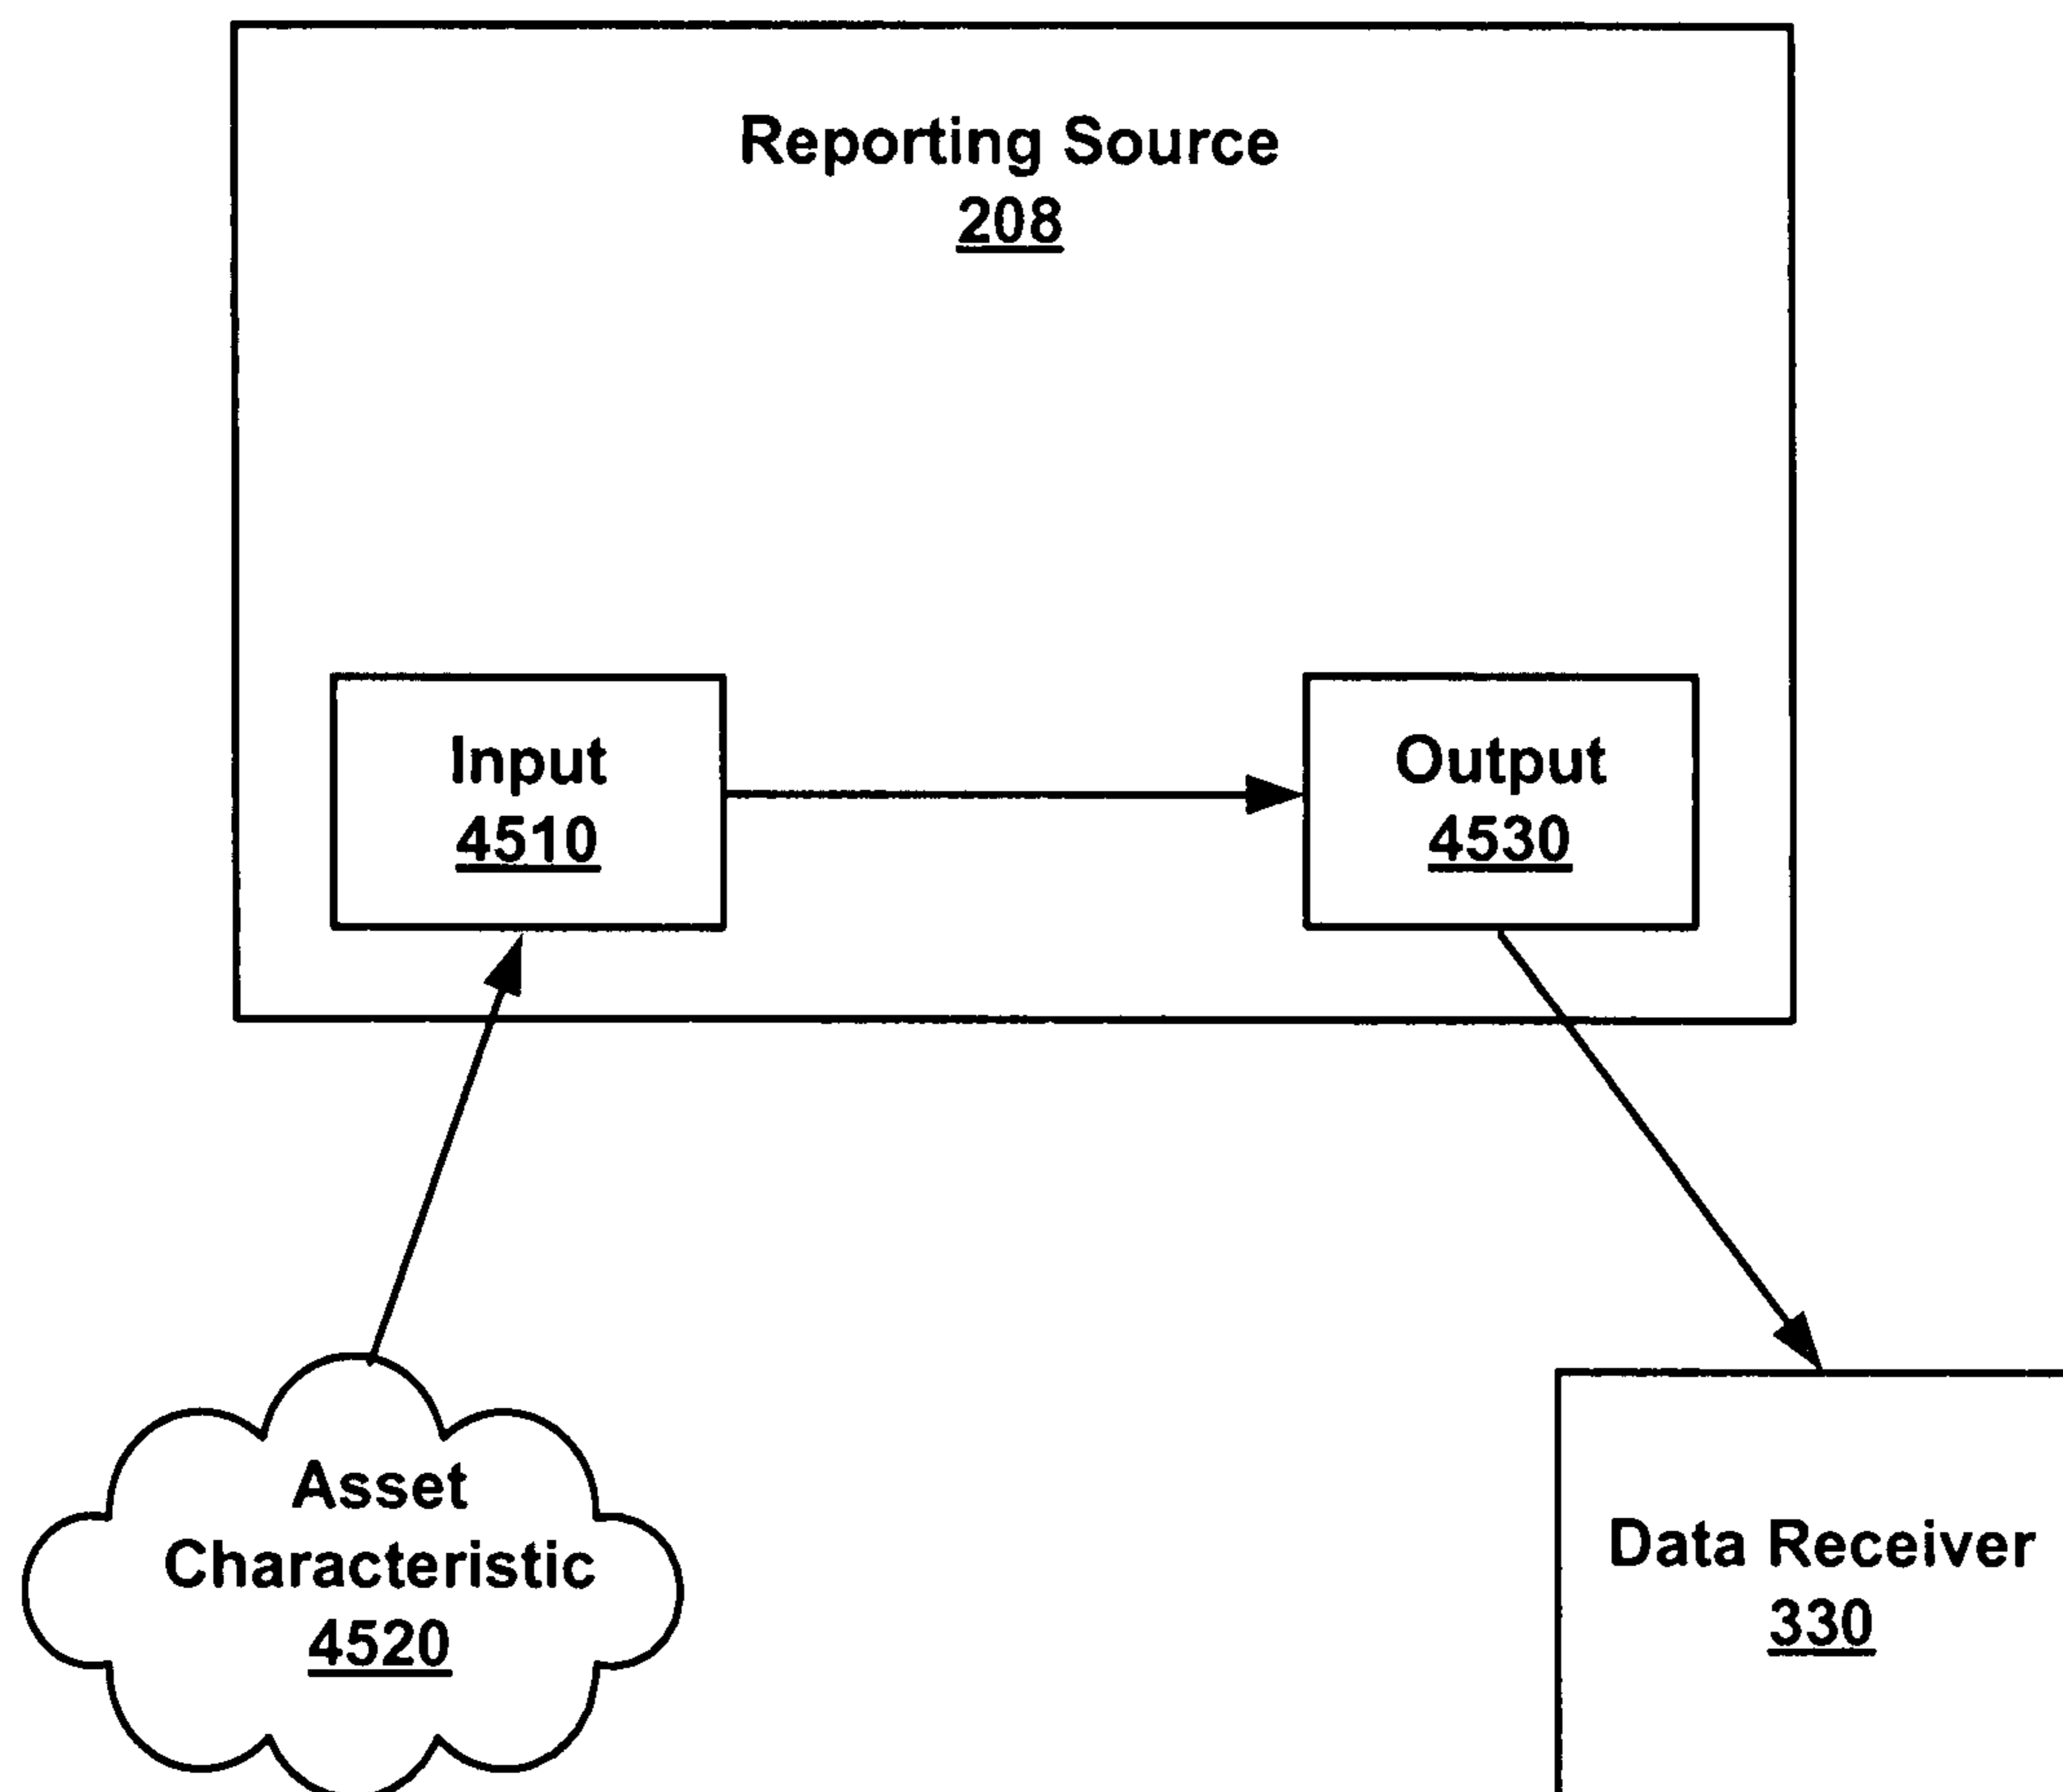 Reporting Source
208
Input
4510
Output
4530
Asset
Characteristic
4520
Data Receiver
330